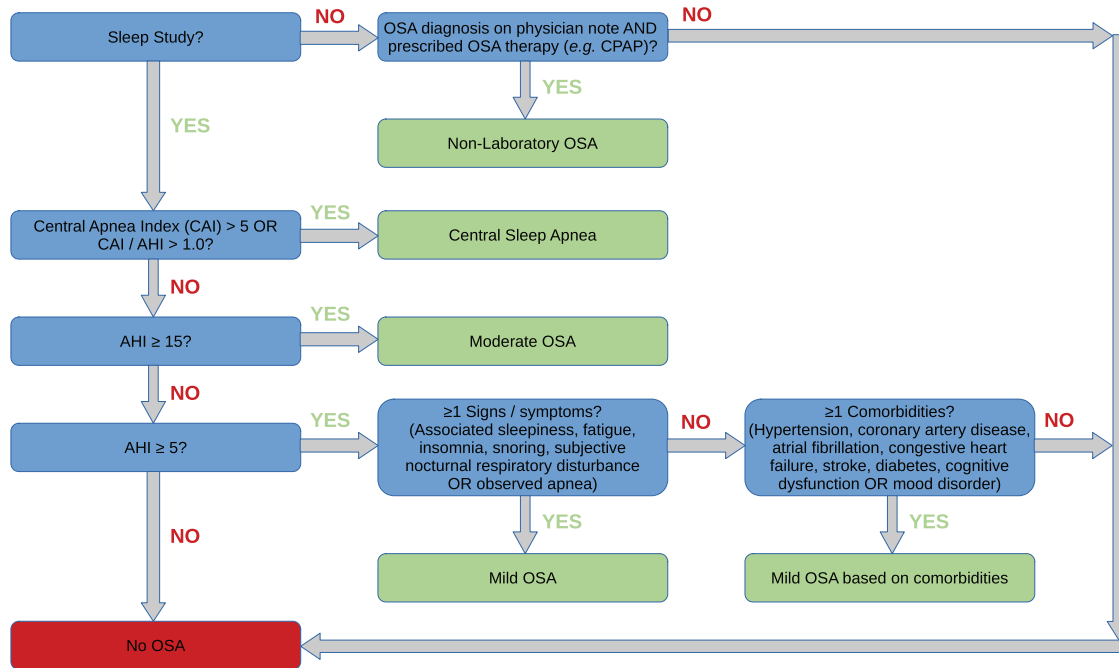 Sleep Study?
NO
OSA diagnosis on physician note AND
prescribed OSA therapy (e.g. CPAP)?
NO
YES
YES
Non-Laboratory OSA
Central Apnea Index (CAI) > 5 OR
CAI / AHI > 1.0?
YES
Central Sleep Apnea
NO
AHI ≥ 15?
YES
Moderate OSA
NO
AHI ≥ 5?
YES
≥1 Signs / symptoms?
(Associated sleepiness, fatigue,
insomnia, snoring, subjective
nocturnal respiratory disturbance
OR observed apnea)
NO
≥1 Comorbidities?
(Hypertension, coronary artery disease,
atrial fibrillation, congestive heart
failure, stroke, diabetes, cognitive
dysfunction OR mood disorder)
NO
NO
YES
YES
Mild OSA
Mild OSA based on comorbidities
No OSA